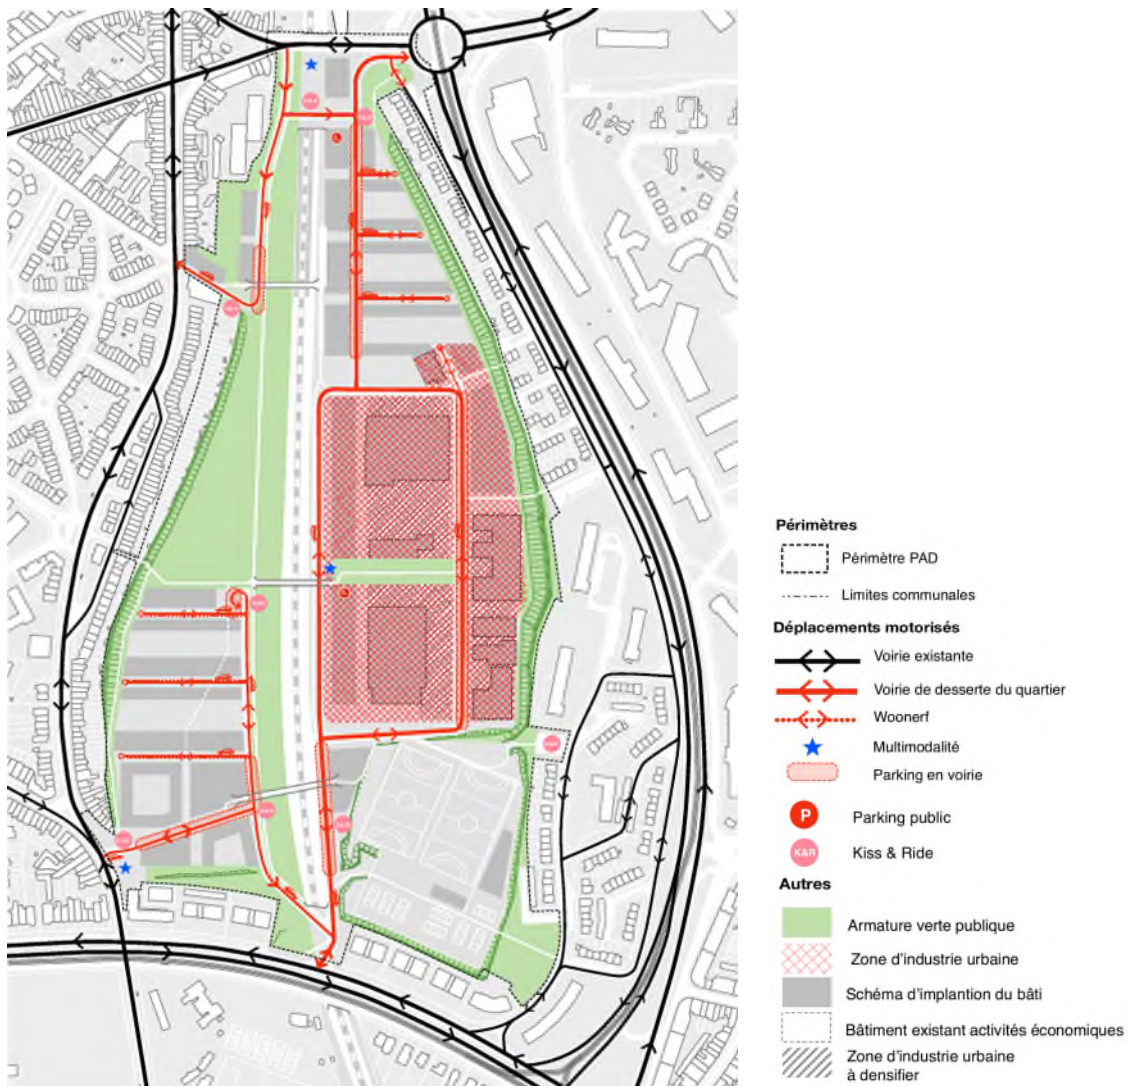 Périmètres
Périmètre PAD
Limites communales
Déplacements motorisés
Voirie existante
Voirie de desserte du quartier
Woonerf
Multimodalité
Parking en voirie
P
Parking public
K&R
Kiss & Ride
Autres
Armature verte publique
Zone d'industrie urbaine
Schéma d'implantion du bâti
Bâtiment existant activités économiques
Zone d'industrie urbaine
à densifier